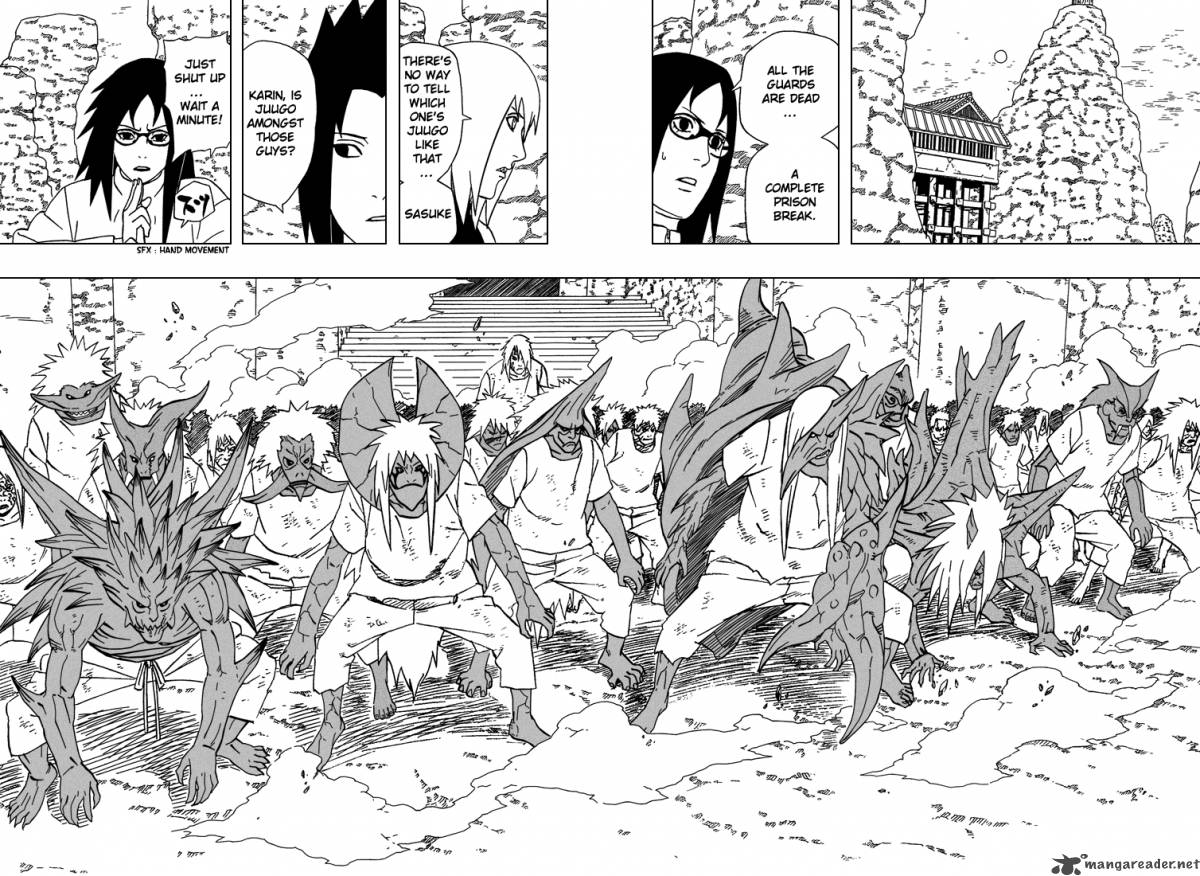 ALL THE
GUARDS
ARE DEAD
...
A
COMPLETE
PRISON
BREAK.
THERE'S
NO WAY
TO TELL
WHICH
ONE'S
JUUGO
LIKE
THAT
...
SASUKE
KARIN, IS
JUUGO
AMONGST
THOSE
GUYS?
JUST
SHUT UP
...
WAIT A
MINUTE!
SFX : HAND MOVEMENT
mangareader.net